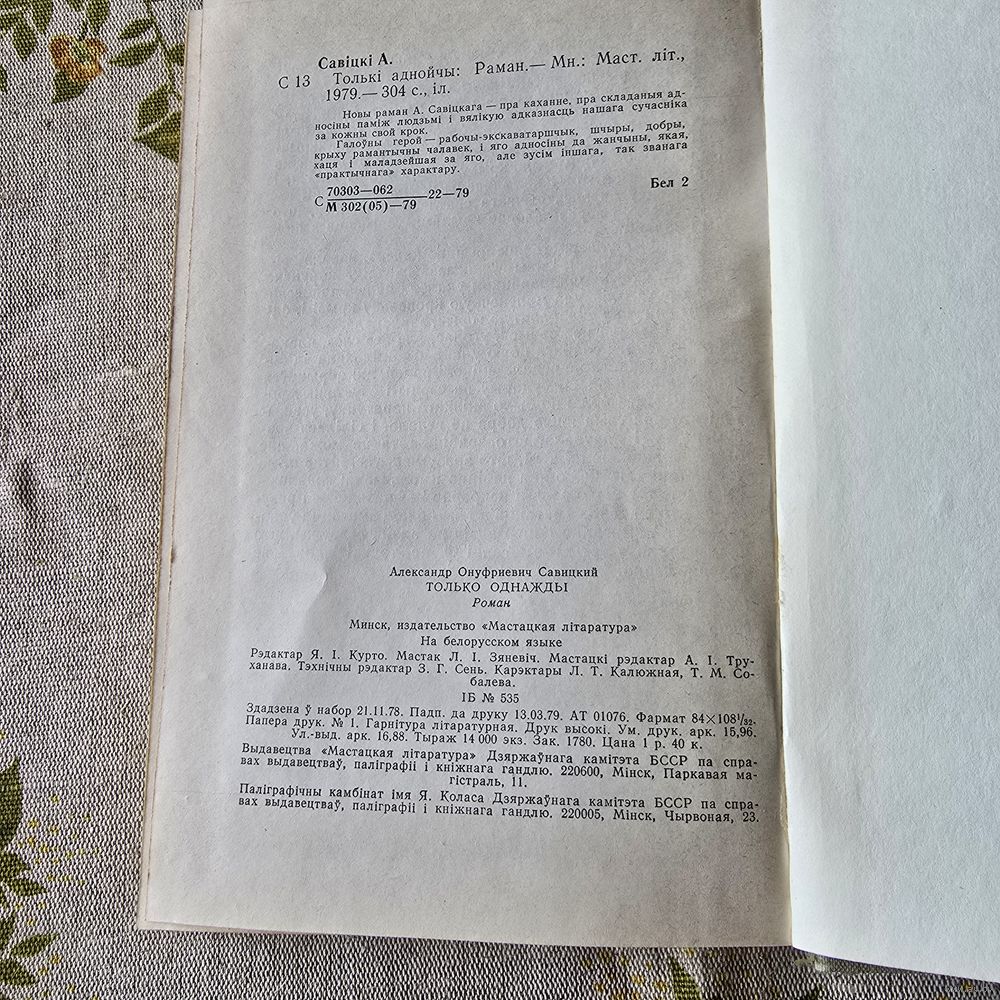 Савіцкі А.
С 13 Толькі аднойчы: Раман.— Мн.: Маст. літ.,
1979.— 304 с., іл.
Новы раман А. Савіцкага — пра каханне, пра складаныя ад-
носіны паміж людзьмі і вялікую адказнасць нашага сучасніка
за кожны свой крок.
Галоўны герой — рабочы-экскаватаршчык, шчыры, добры,
крыху рамантычны чалавек, і яго адносіны да жанчыны, якая,
хаця і маладзейшая за яго, але зусім іншага, так званага
«практычнага» характару.
70303—062
С ———— 22—79
М 302(05)—79
Бел 2
Александр Онуфриевич Савицкий
ТОЛЬКО ОДНАЖДЫ
Роман
Минск, издательство «Мастацкая літаратура»
На белорусском языке
Рэдактар Я. І. Курто. Мастак Л. І. Зяневіч. Мастацкі рэдактар А. І. Тру-
ханава. Тэхнічны рэдактар З. Г. Сень. Карэктары Л. Т. Калюжная, Т. М. Со-
балева.
ІБ № 535
Здадзена ў набор 21.11.78. Падп. да друку 13.03.79. АТ 01076. Фармат 84×108¹/₃₂.
Папера друк. № 1. Гарнітура літаратурная. Друк высокі. Ум. друк. арк. 15,96.
Ул.-выд. арк. 16,88. Тыраж 14 000 экз. Зак. 1780. Цана 1 р. 40 к.
Выдавецтва «Мастацкая літаратура» Дзяржаўнага камітэта БССР па спра-
вах выдавецтваў, паліграфіі і кніжнага гандлю. 220600, Мінск, Паркавая ма-
гістраль, 11.
Паліграфічны камбінат імя Я. Коласа Дзяржаўнага камітэта БССР па спра-
вах выдавецтваў, паліграфіі і кніжнага гандлю. 220005, Мінск, Чырвоная, 23.